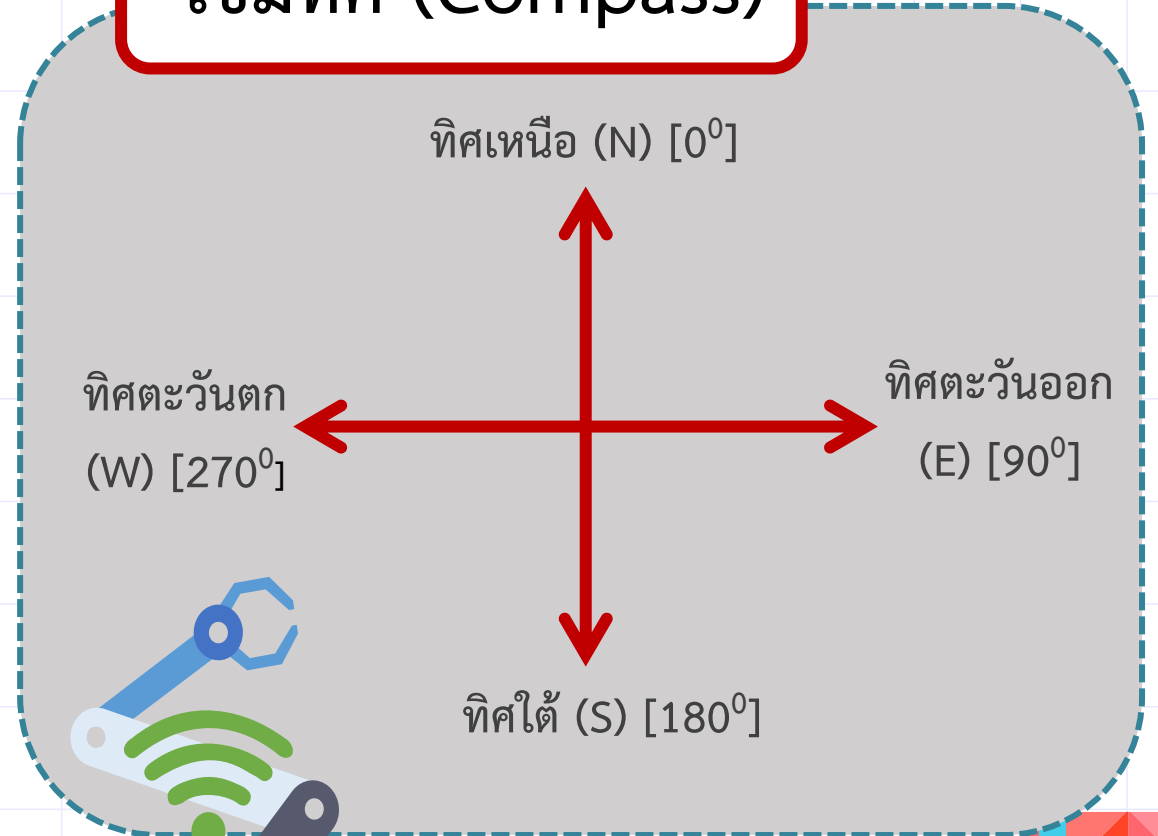 (Compass)
ทิศเหนือ (N) [0⁰]
ทิศตะวันตก
(W) [270⁰]
ทิศตะวันออก
(E) [90⁰]
ทิศใต้ (S) [180⁰]